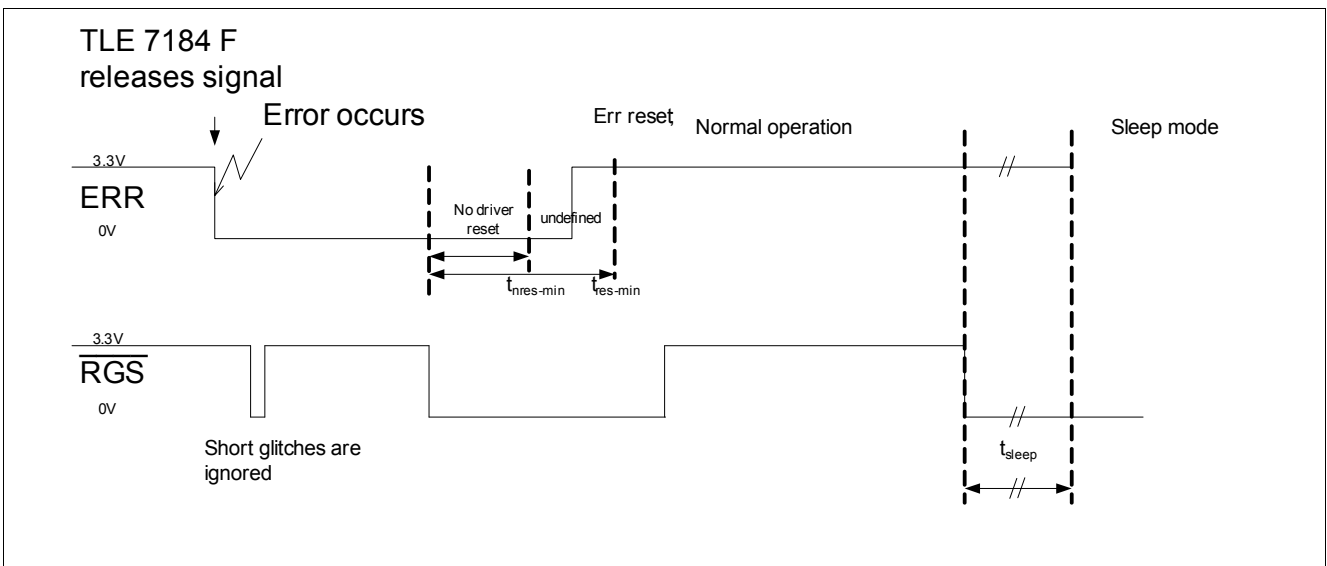 TLE 7184 F
releases signal
Error occurs
Err reset;
Normal operation
Sleep mode
3.3V
ERR
0V
No driver
reset
undefined
tnres-min
tres-min
3.3V
RGS
0V
Short glitches are
ignored
tsleep